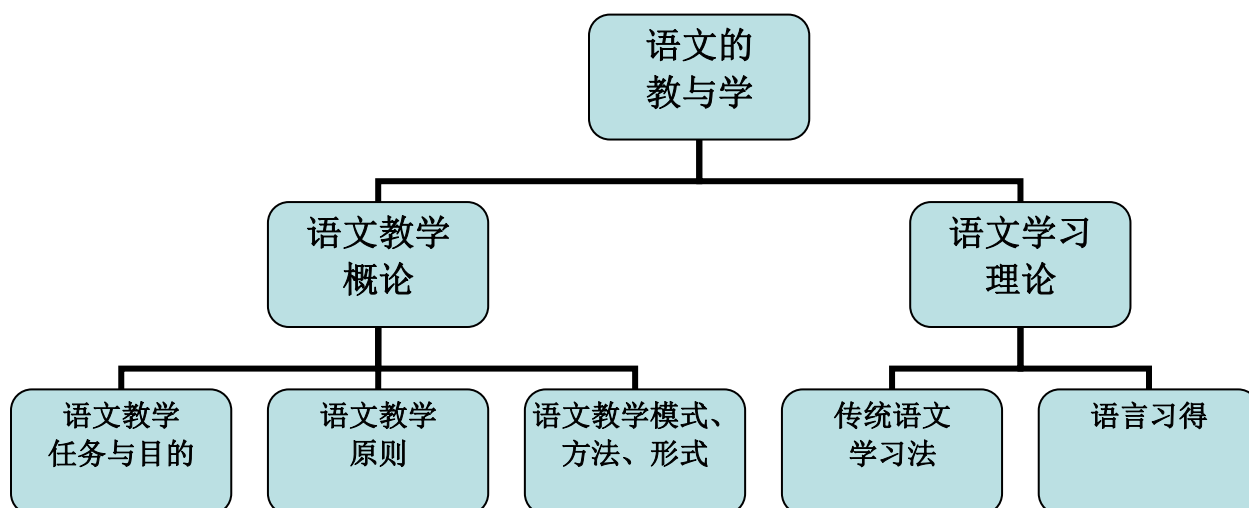 语文的
教与学
语文教学
概论
语文学习
理论
语文教学
任务与目的
语文教学
原则
语文教学模式、
方法、形式
传统语文
学习法
语言习得